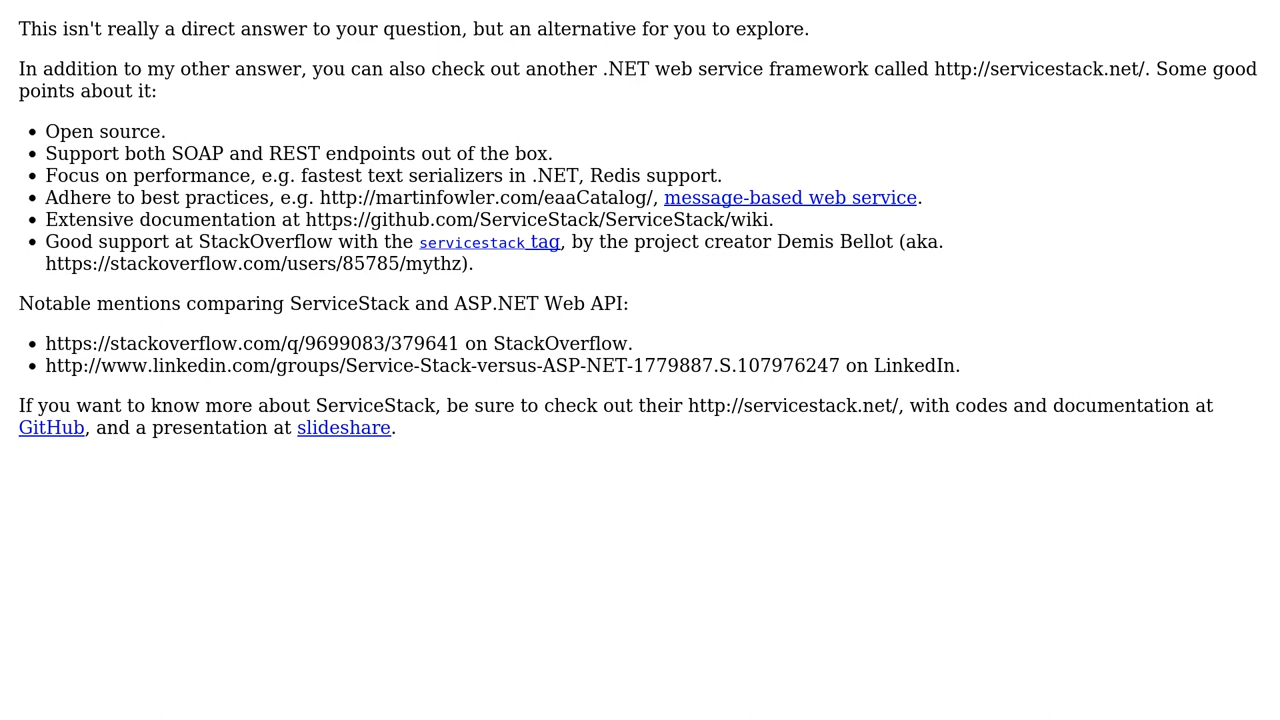 This isn't really a direct answer to your question, but an alternative for you to explore.
In addition to my other answer, you can also check out another .NET web service framework called http://servicestack.net/. Some good
points about it:
• Open source.
• Support both SOAP and REST endpoints out of the box.
• Focus on performance, e.g. fastest text serializers in .NET, Redis support.
• Adhere to best practices, e.g. http://martinfowler.com/eaaCatalog/, message-based web service.
• Extensive documentation at https://github.com/ServiceStack/ServiceStack/wiki.
• Good support at StackOverflow with the servicestack tag, by the project creator Demis Bellot (aka.
https://stackoverflow.com/users/85785/mythz).
Notable mentions comparing ServiceStack and ASP.NET Web API:
• https://stackoverflow.com/q/9699083/379641 on StackOverflow.
• http://www.linkedin.com/groups/Service-Stack-versus-ASP-NET-1779887.S.107976247 on LinkedIn.
If you want to know more about ServiceStack, be sure to check out their http://servicestack.net/, with codes and documentation at
GitHub, and a presentation at slideshare.